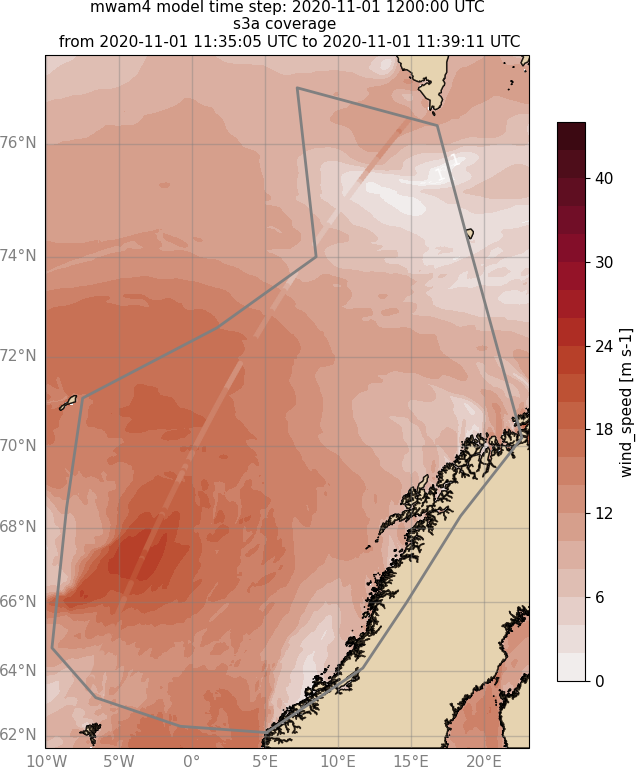 mwam4 model time step: 2020-11-01 1200:00 UTC
s3a coverage
from 2020-11-01 11:35:05 UTC to 2020-11-01 11:39:11 UTC
76°N
74°N
72°N
70°N
68°N
66°N
64°N
62°N
10°W 5°W 0° 5°E 10°E 15°E 20°E
40
30
24
18
12
6
0
wind_speed [m s-1]